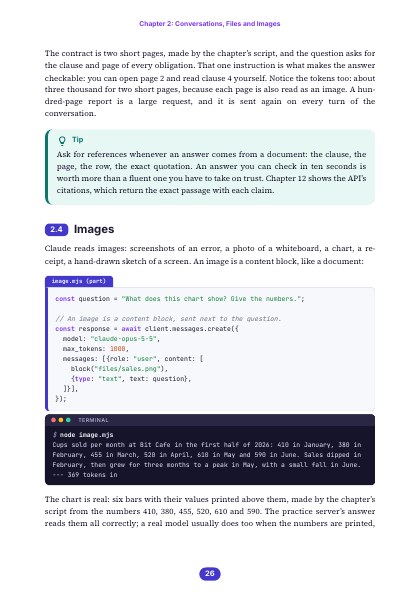 Chapter 2: Conversations, Files and Images
The contract is two short pages, made by the chapter's script, and the question asks for
the clause and page of every obligation. That one instruction is what makes the answer
checkable: you can open page 2 and read clause 4 yourself. Notice the tokens too: about
three thousand for two short pages, because each page is also read as an image. A hun-
dred-page report is a large request, and it is sent again on every turn of the
conversation.
Tip
Ask for references whenever an answer comes from a document: the clause, the
page, the row, the exact quotation. An answer you can check in ten seconds is
worth more than a fluent one you have to take on trust. Chapter 12 shows the API's
citations, which return the exact passage with each claim.
2.4 Images
Claude reads images: screenshots of an error, a photo of a whiteboard, a chart, a re-
ceipt, a hand-drawn sketch of a screen. An image is a content block, like a document:
image.mjs (part)
const question = "What does this chart show? Give the numbers.";
// An image is a content block, sent next to the question.
const response = await client.messages.create({
model: "claude-opus-5-5",
max_tokens: 1000,
messages: [{role: "user", content: [
block("files/sales.png"),
{type: "text", text: question},
]}],
});
TERMINAL
$ node image.mjs
Cups sold per month at Bit Cafe in the first half of 2026: 410 in January, 380 in
February, 455 in March, 520 in April, 610 in May and 590 in June. Sales dipped in
February, then grew for three months to a peak in May, with a small fall in June.
--- 369 tokens in
The chart is real: six bars with their values printed above them, made by the chapter's
script from the numbers 410, 380, 455, 520, 610 and 590. The practice server's answer
reads them all correctly; a real model usually does too when the numbers are printed,
26